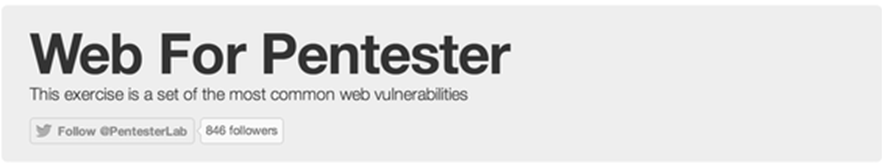 Web For Pentester
This exercise is a set of the most common web vulnerabilities
Follow @PentesterLab 846 followers